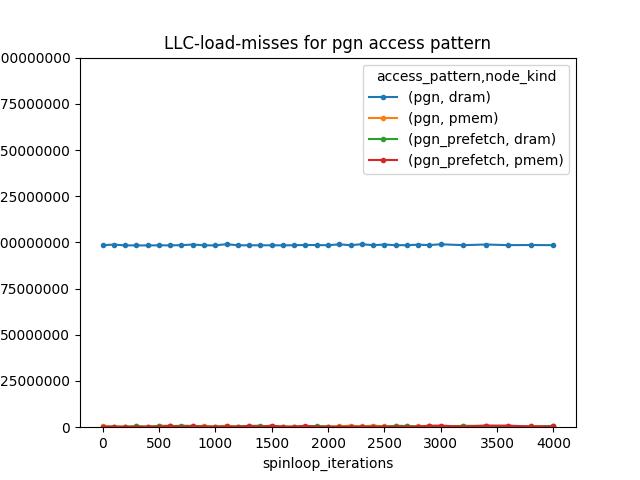 LLC-load-misses for pgn access pattern
00000000
75000000
50000000
25000000
00000000
75000000
50000000
25000000
0
access_pattern,node_kind
(pgn, dram)
(pgn, pmem)
(pgn_prefetch, dram)
(pgn_prefetch, pmem)
0 500 1000 1500 2000 2500 3000 3500 4000
spinloop_iterations